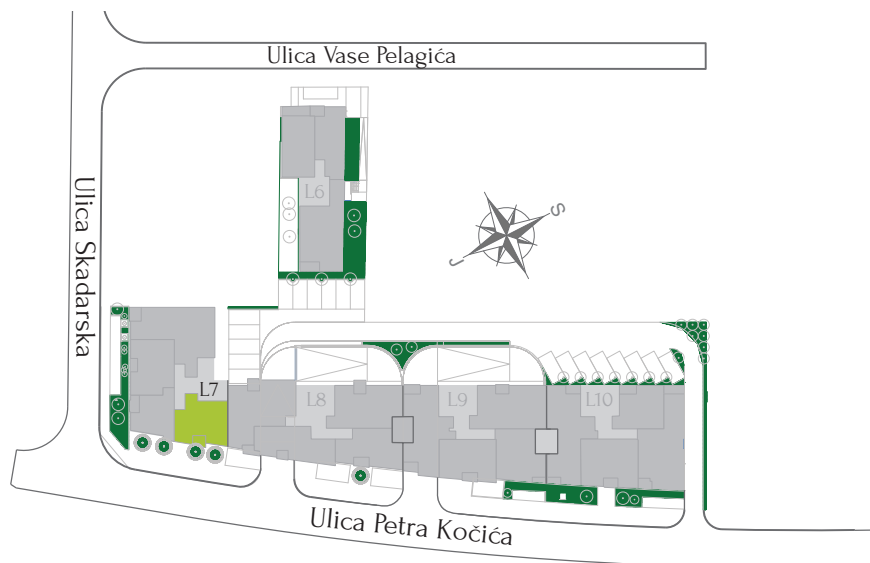 Ulica Vase Pelagića
L6
S
J
Ulica Skadarska
L7
L8
L9
L10
Ulica Petra Kočića